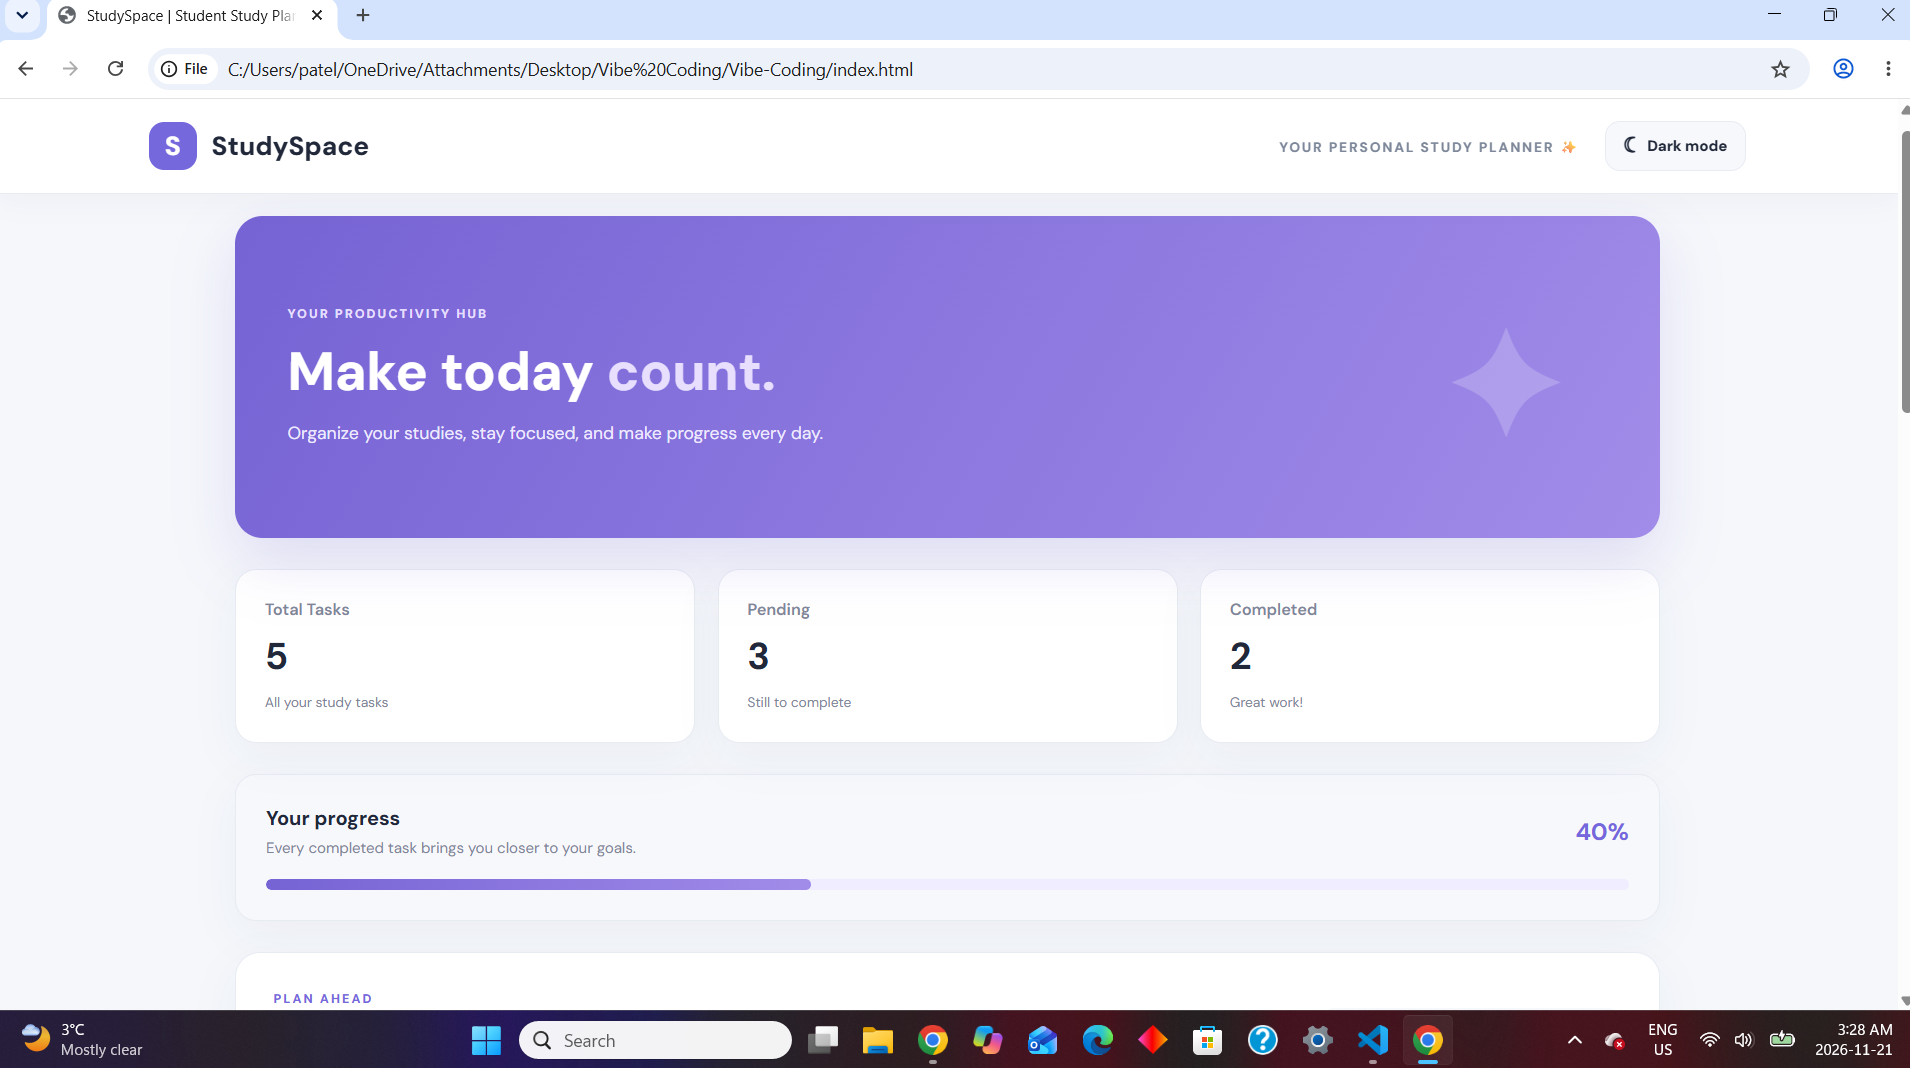 StudySpace | Student Study Pla
File
C:/Users/patel/OneDrive/Attachments/Desktop/Vibe%20Coding/Vibe-Coding/index.html
S StudySpace
YOUR PERSONAL STUDY PLANNER ✨
Dark mode
YOUR PRODUCTIVITY HUB
Make today count.
Organize your studies, stay focused, and make progress every day.
Total Tasks
5
All your study tasks
Pending
3
Still to complete
Completed
2
Great work!
Your progress
Every completed task brings you closer to your goals.
40%
PLAN AHEAD
3°C
Mostly clear
Search
ENG
US
3:28 AM
2026-11-21